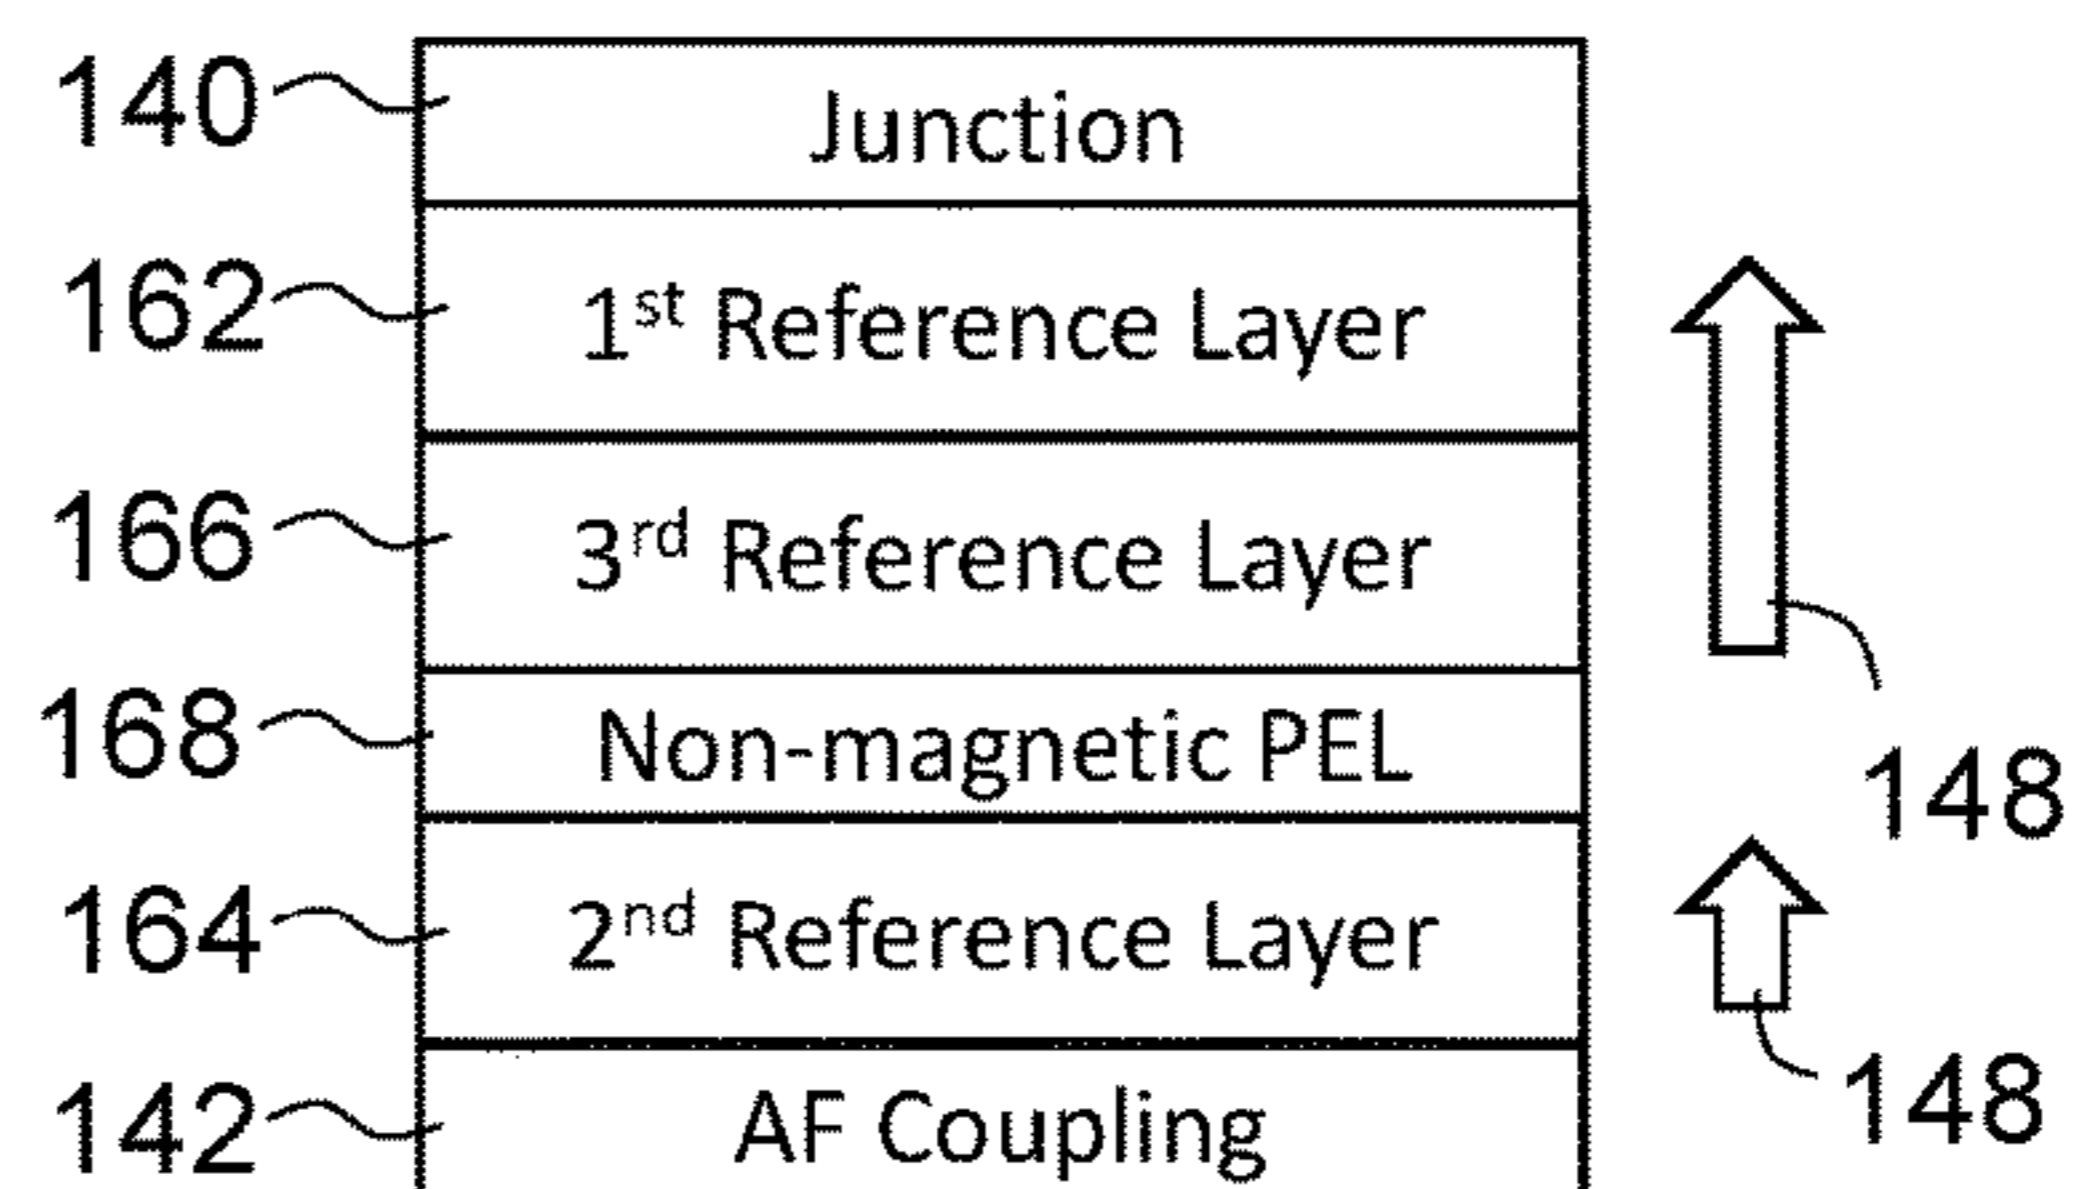 140 Junction
162 1st Reference Layer
166 3rd Reference Layer
168 Non-magnetic PEL
148
164 2nd Reference Layer
142 AF Coupling
148